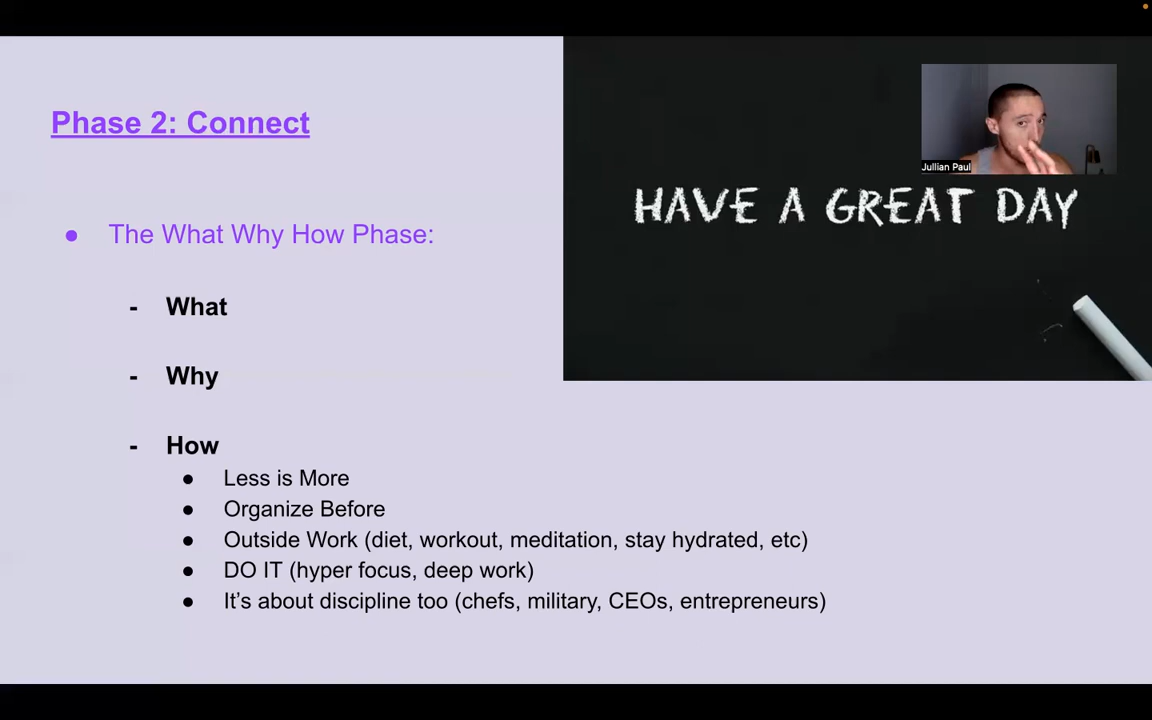 Phase 2: Connect
Jullian Paul
HAVE A GREAT DAY
● The What Why How Phase:
- What
- Why
- How
● Less is More
● Organize Before
● Outside Work (diet, workout, meditation, stay hydrated, etc)
● DO IT (hyper focus, deep work)
● It’s about discipline too (chefs, military, CEOs, entrepreneurs)